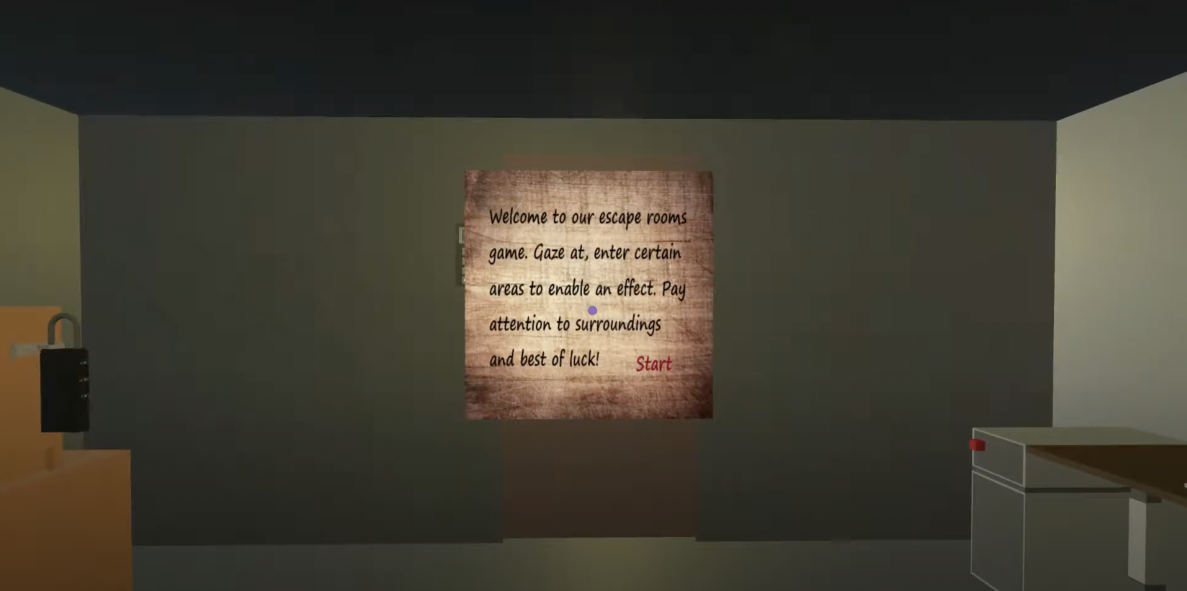 Welcome to our escape rooms
game. Gaze at, enter certain
areas to enable an effect. Pay
attention to surroundings
and best of luck!
Start